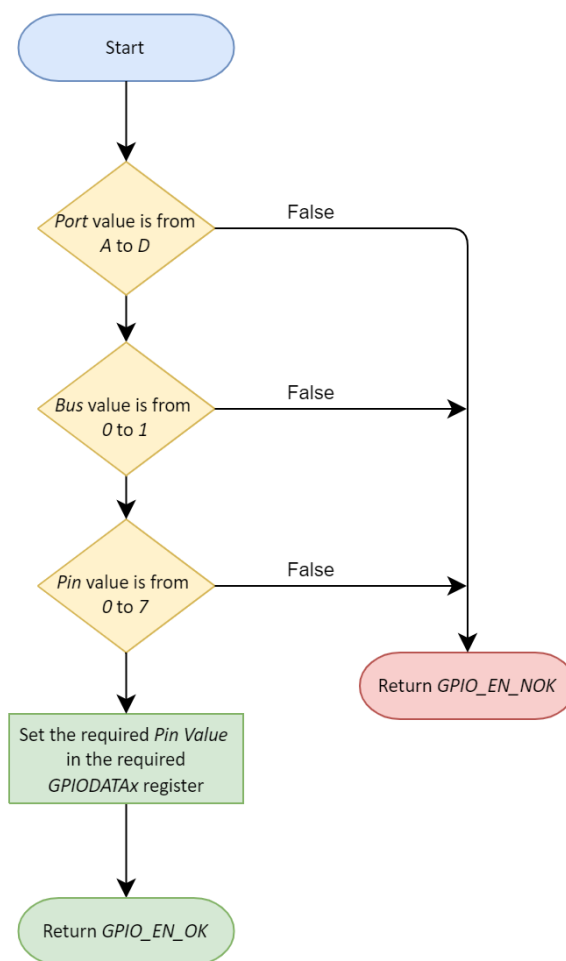 Start
Port value is from
A to D
False
Bus value is from
0 to 1
False
Pin value is from
0 to 7
False
Return GPIO_EN_NOK
Set the required Pin Value
in the required
GPIODATAx register
Return GPIO_EN_OK